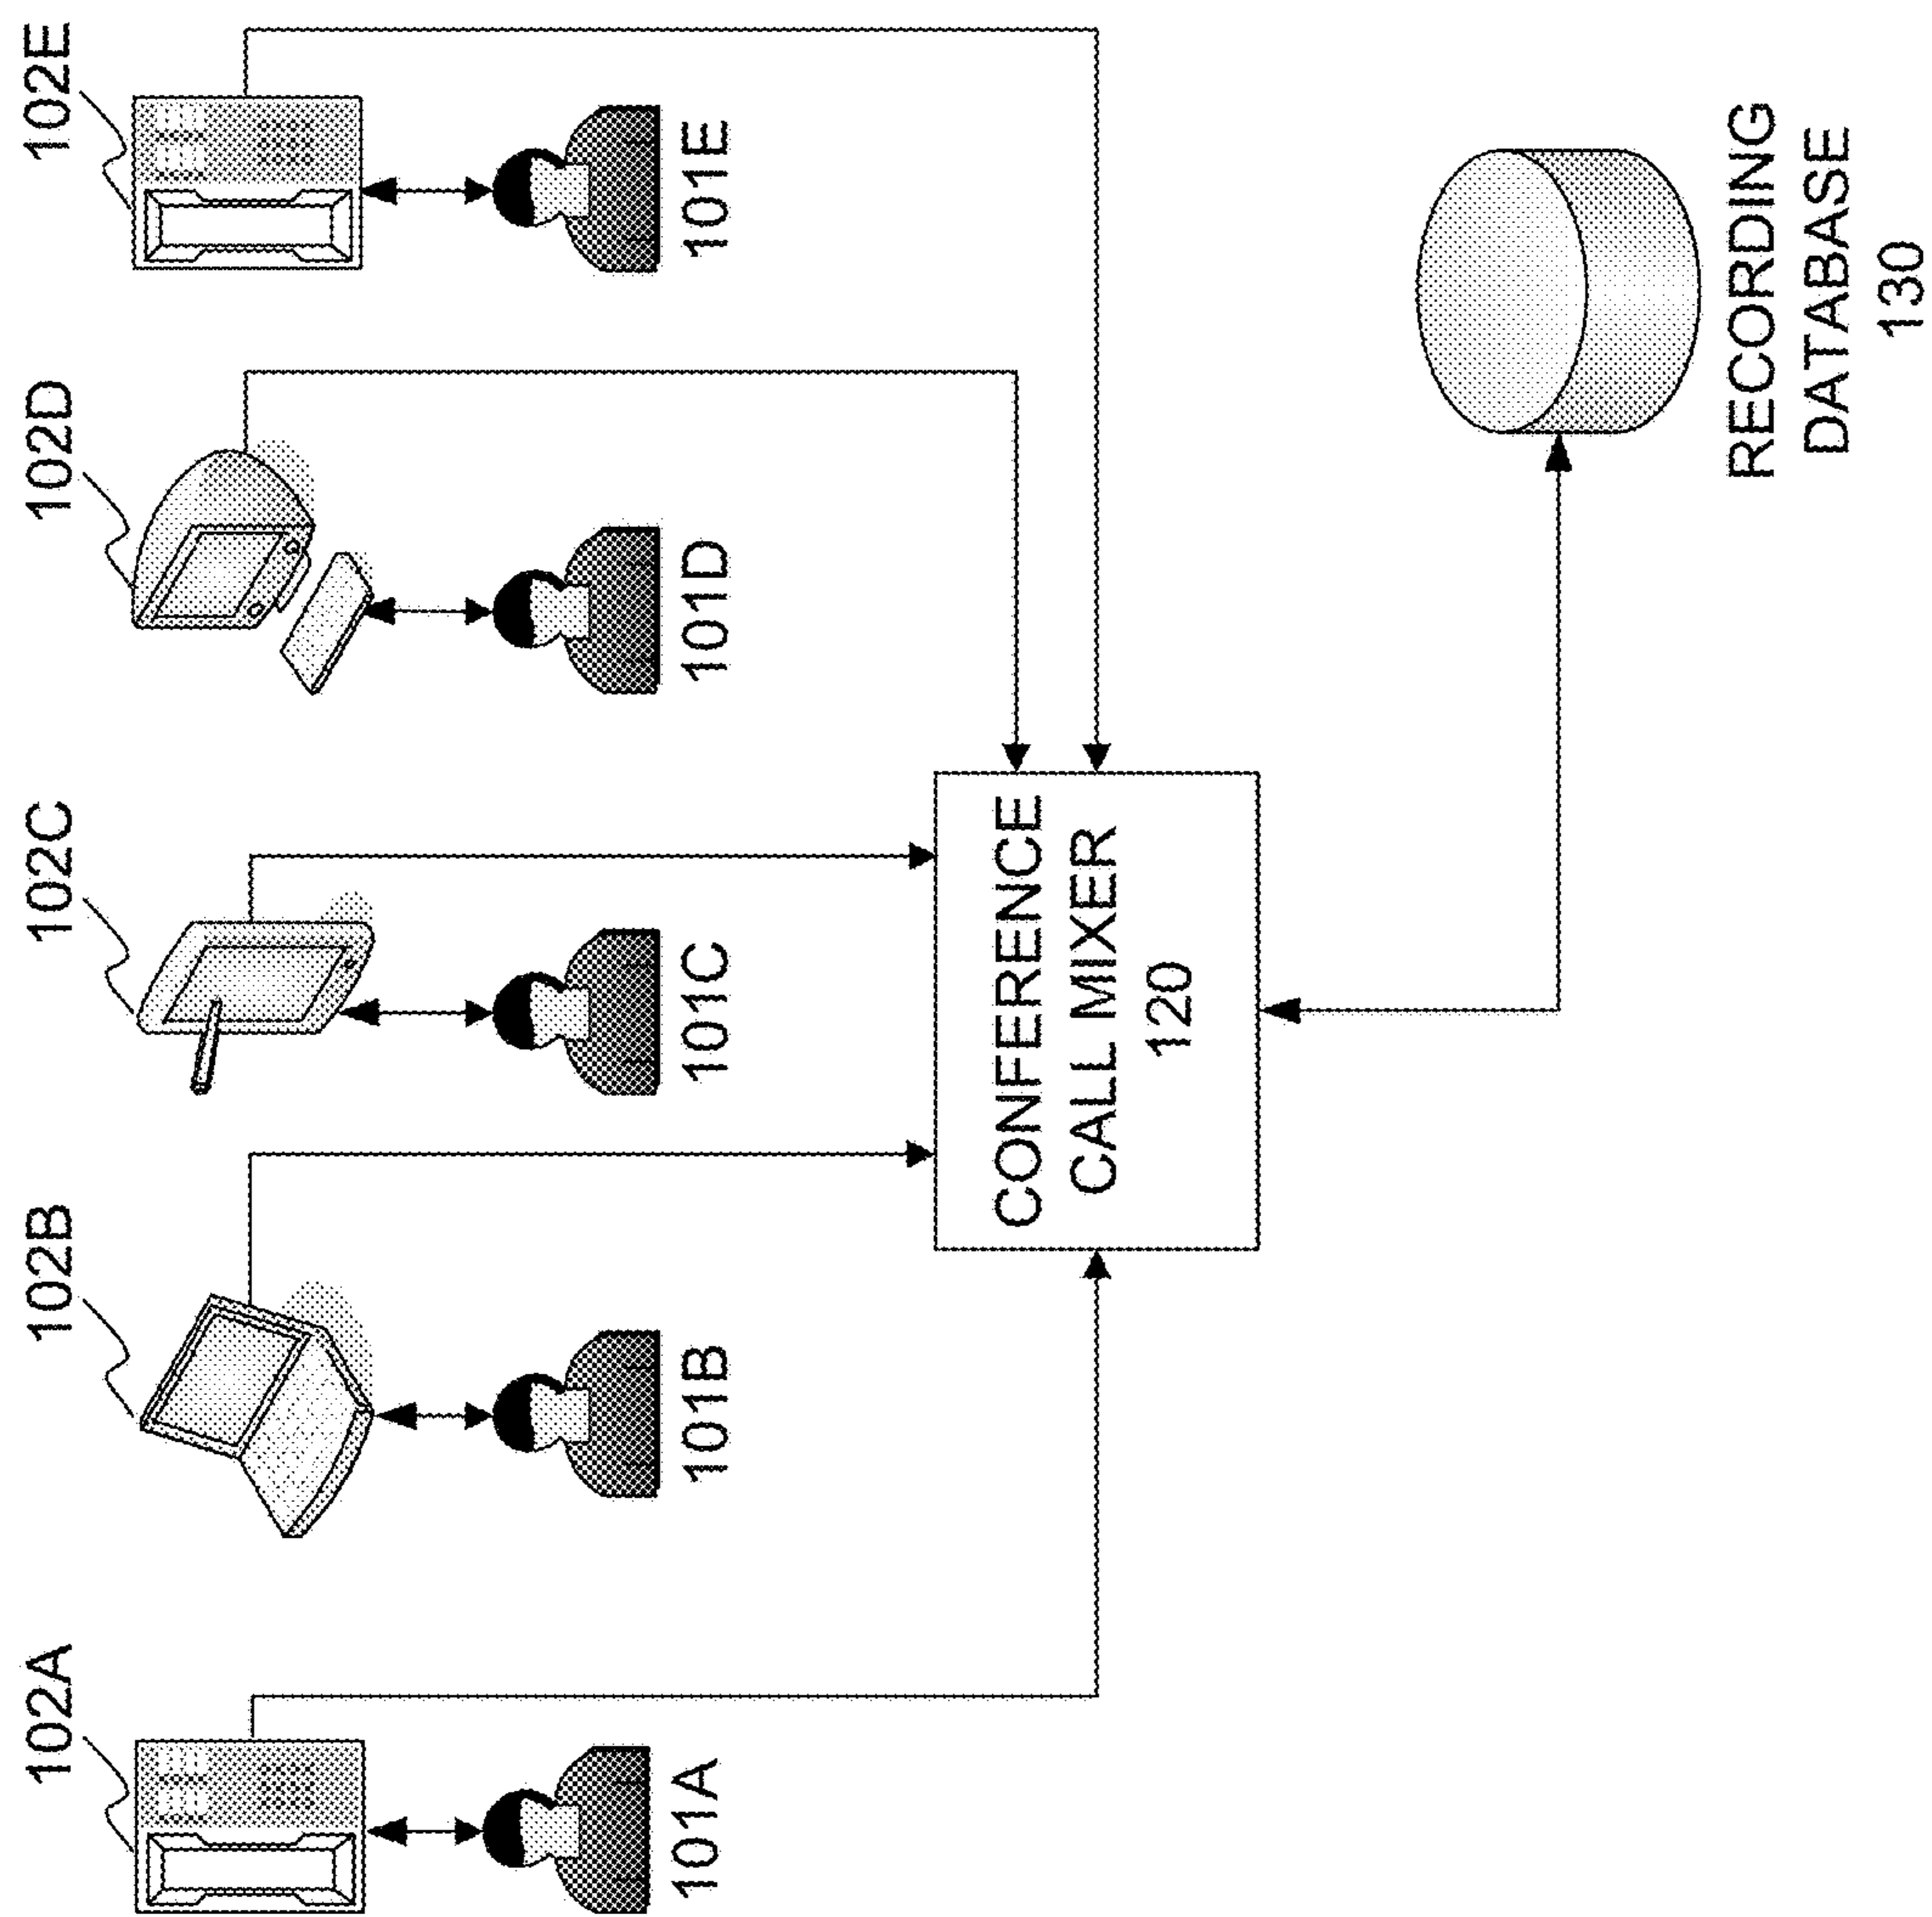 102A
102B
102C
102D
102E
101A
101B
101C
101D
101E
CONFERENCE
CALL MIXER
120
RECORDING
DATABASE
130